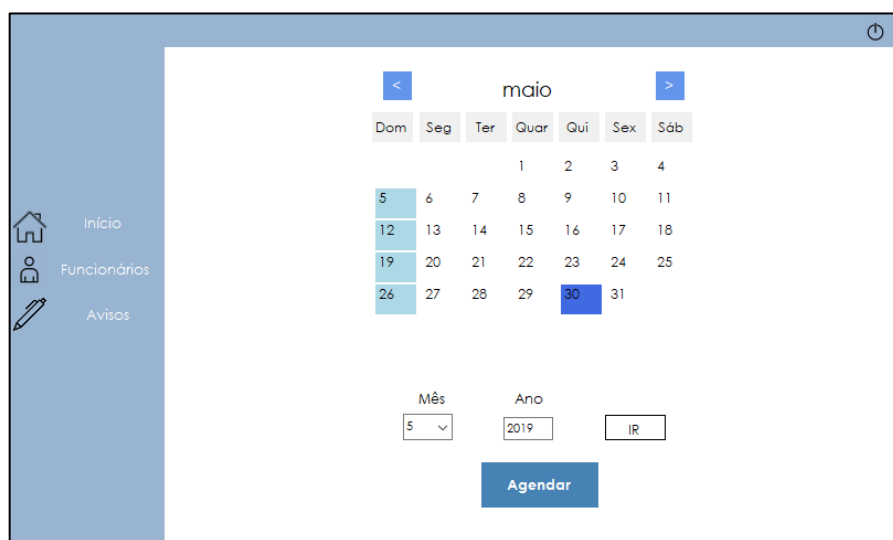 < maio >
Dom Seg Ter Quar Qui Sex Sáb
1 2 3 4
5 6 7 8 9 10 11
12 13 14 15 16 17 18
19 20 21 22 23 24 25
26 27 28 29 30 31
Início
Funcionários
Avisos
Mês Ano
5 2019 IR
Agendar